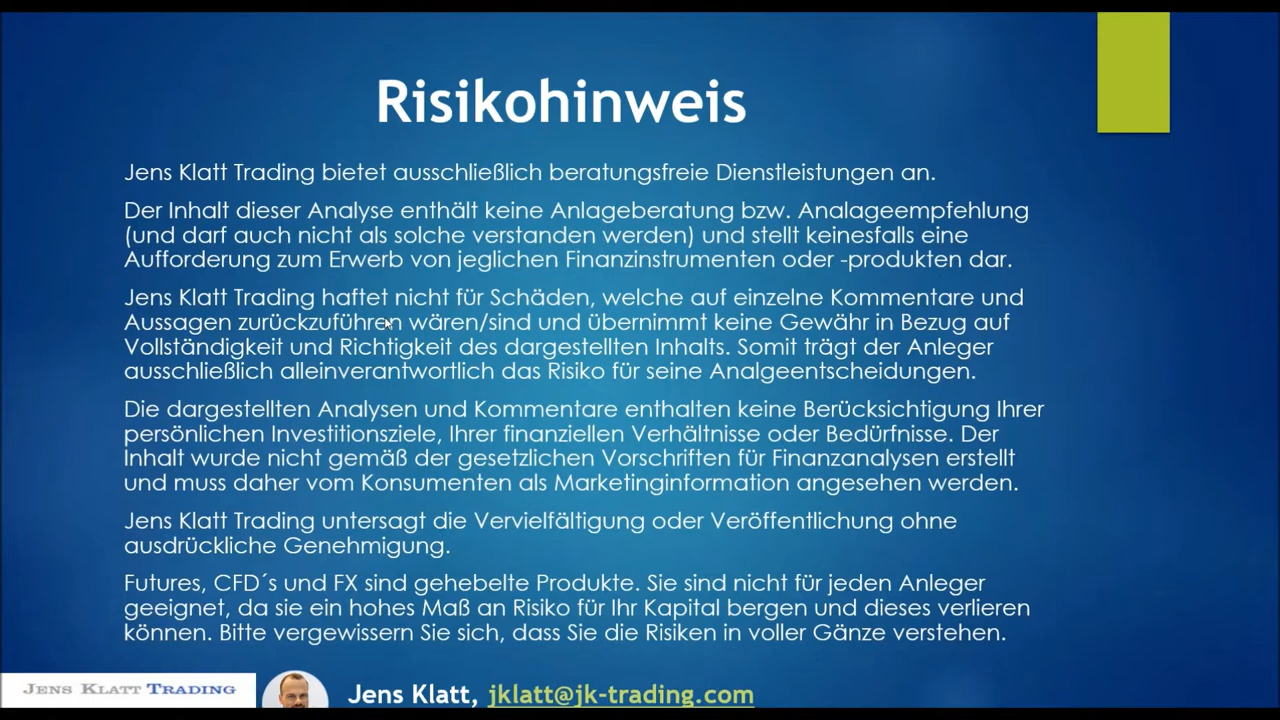 Risikohinweis
Jens Klatt Trading bietet ausschließlich beratungsfreie Dienstleistungen an.
Der Inhalt dieser Analyse enthält keine Anlageberatung bzw. Analageempfehlung
(und darf auch nicht als solche verstanden werden) und stellt keinesfalls eine
Aufforderung zum Erwerb von jeglichen Finanzinstrumenten oder -produkten dar.
Jens Klatt Trading haftet nicht für Schäden, welche auf einzelne Kommentare und
Aussagen zurückzuführen wären/sind und übernimmt keine Gewähr in Bezug auf
Vollständigkeit und Richtigkeit des dargestellten Inhalts. Somit trägt der Anleger
ausschließlich alleinverantwortlich das Risiko für seine Analgeentscheidungen.
Die dargestellten Analysen und Kommentare enthalten keine Berücksichtigung Ihrer
persönlichen Investitionsziele, Ihrer finanziellen Verhältnisse oder Bedürfnisse. Der
Inhalt wurde nicht gemäß der gesetzlichen Vorschriften für Finanzanalysen erstellt
und muss daher vom Konsumenten als Marketinginformation angesehen werden.
Jens Klatt Trading untersagt die Vervielfältigung oder Veröffentlichung ohne
ausdrückliche Genehmigung.
Futures, CFD´s und FX sind gehebelte Produkte. Sie sind nicht für jeden Anleger
geeignet, da sie ein hohes Maß an Risiko für Ihr Kapital bergen und dieses verlieren
können. Bitte vergewissern Sie sich, dass Sie die Risiken in voller Gänze verstehen.
JENS KLATT TRADING
Jens Klatt, jklatt@jk-trading.com